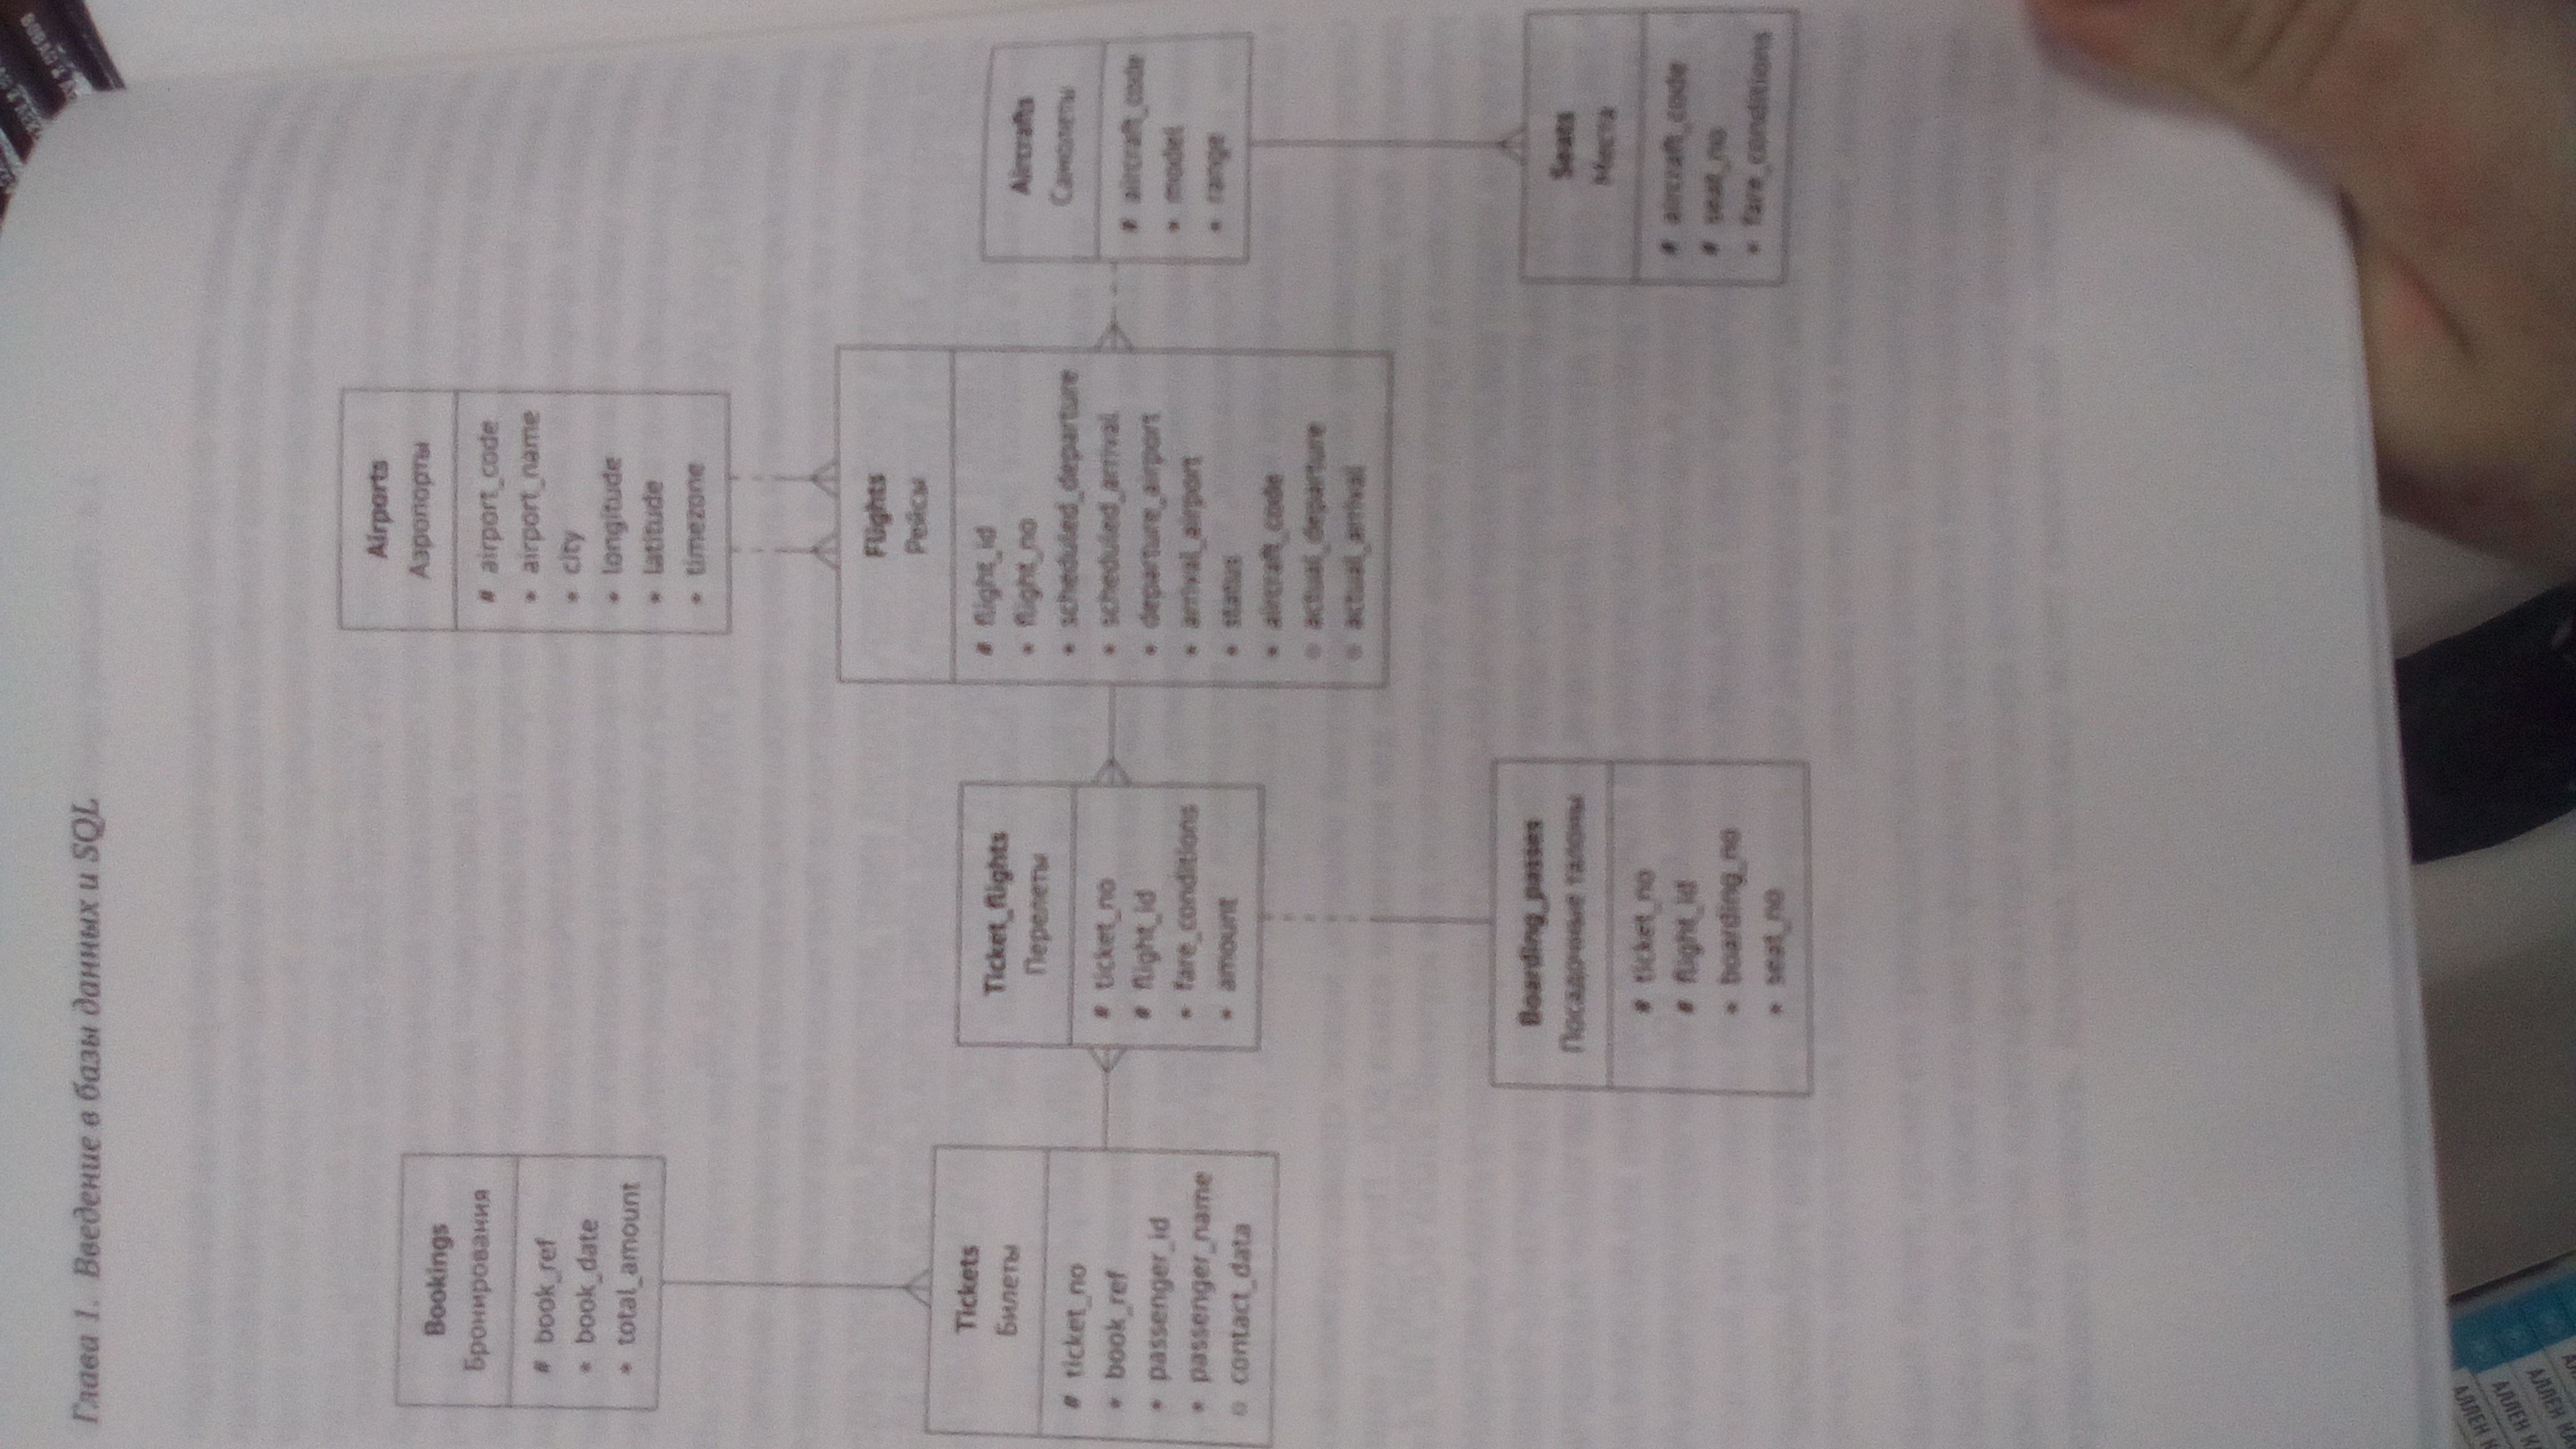 Глава 1. Введение в базы данных и SQL
Bookings
Бронирования
# book_ref
* book_date
* total_amount
Airports
Аэропорты
# airport_code
* airport_name
* city
* longitude
* latitude
* timezone
Tickets
Билеты
# ticket_no
* book_ref
* passenger_id
* passenger_name
○ contact_data
Ticket_flights
Перелеты
# ticket_no
# flight_id
* fare_conditions
* amount
Flights
Рейсы
# flight_id
* flight_no
* scheduled_departure
* scheduled_arrival
* departure_airport
* arrival_airport
* status
* aircraft_code
○ actual_departure
○ actual_arrival
Aircrafts
Самолеты
# aircraft_code
* model
* range
Boarding_passes
Посадочные талоны
# ticket_no
# flight_id
* boarding_no
* seat_no
Seats
Места
# aircraft_code
# seat_no
* fare_conditions
АЛЛЕН
АЛЛЕН
АЛЛЕН